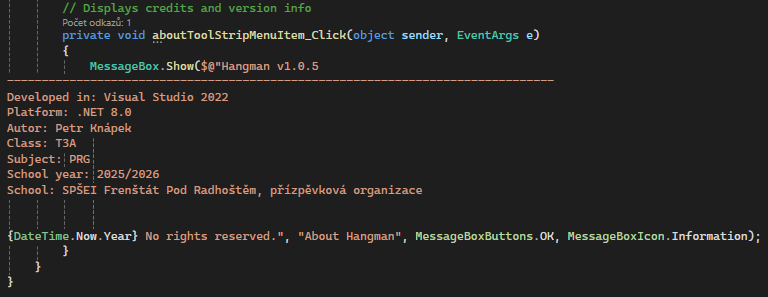 // Displays credits and version info
Počet odkazů: 1
private void aboutToolStripMenuItem_Click(object sender, EventArgs e)
{
MessageBox.Show($@"Hangman v1.0.5
-------------------------------------------------------------------------------
Developed in: Visual Studio 2022
Platform: .NET 8.0
Autor: Petr Knápek
Class: T3A
Subject: PRG
School year: 2025/2026
School: SPŠEI Frenštát Pod Radhoštěm, přízpěvková organizace
{DateTime.Now.Year} No rights reserved.", "About Hangman", MessageBoxButtons.OK, MessageBoxIcon.Information);
}
}
}